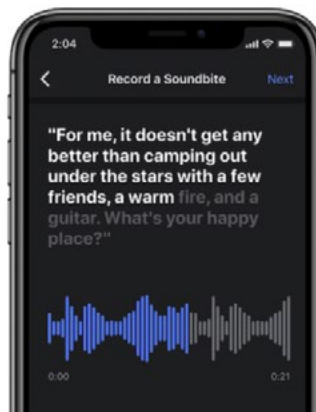 2:04
Record a Soundbite
Next
"For me, it doesn't get any
better than camping out
under the stars with a few
friends, a warm fire, and a
guitar. What's your happy
place?"
0:00
0:21